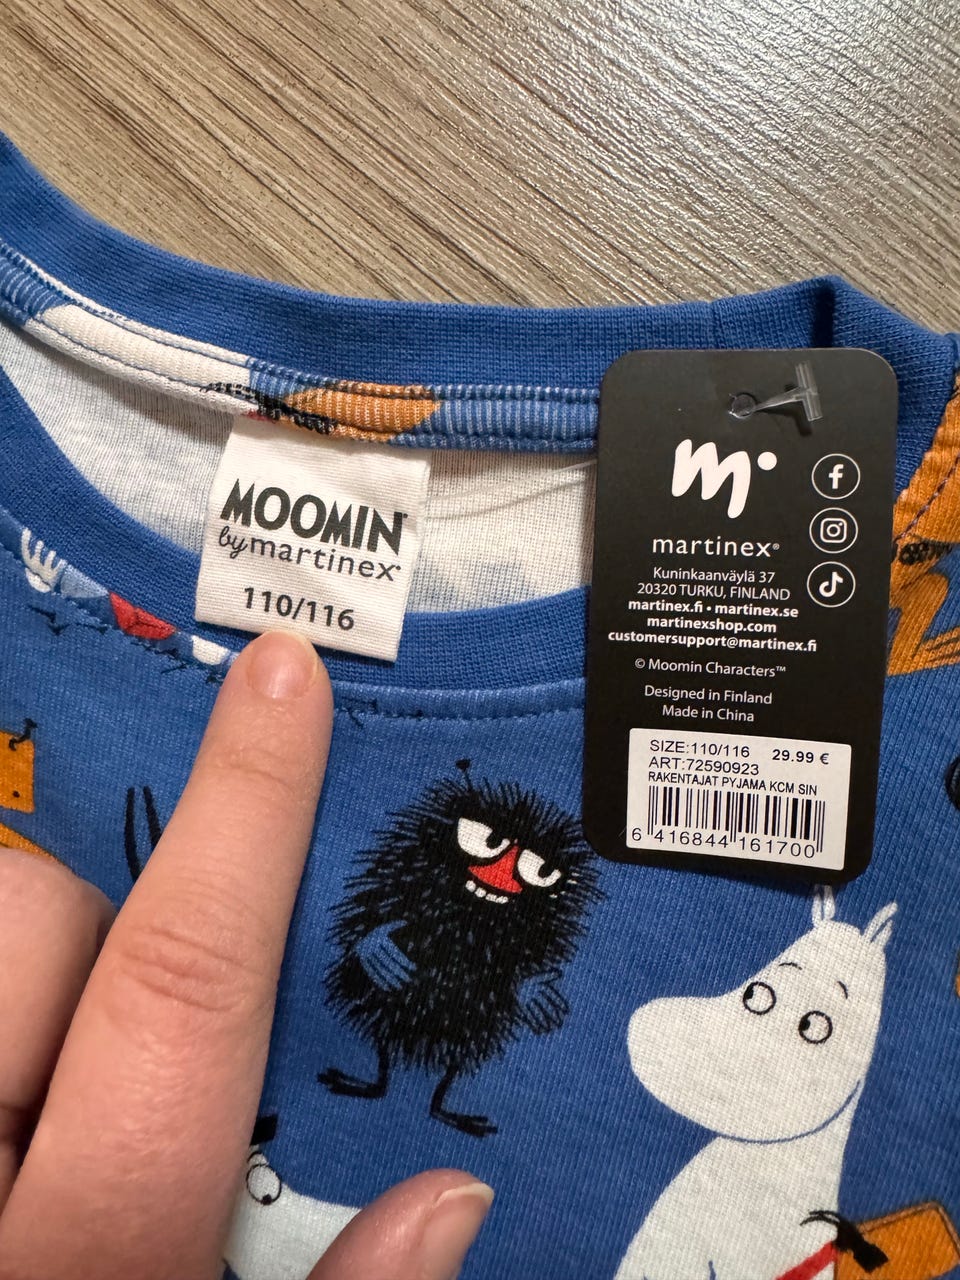 MOOMIN™
by martinex®
110/116
m
martinex®
Kuninkaanväylä 37
20320 TURKU, FINLAND
martinex.fi • martinex.se
martinexshop.com
customersupport@martinex.fi
© Moomin Characters™
Designed in Finland
Made in China
SIZE:110/116 29.99 €
ART:72590923
RAKENTAJAT PYJAMA KCM SIN
6 416844 161700